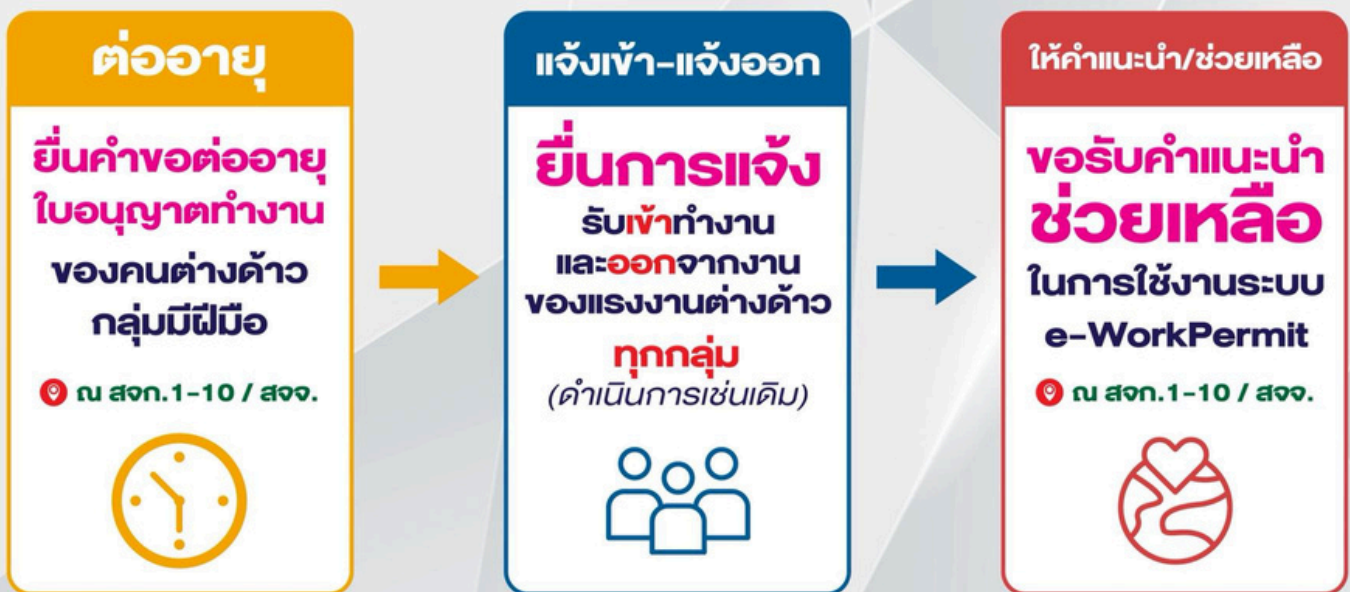 ต่ออายุ
ยื่นคำขอต่ออายุ
ใบอนุญาตทำงาน
ของคนต่างด้าว
กลุ่มมีฝีมือ
ณ สจก.1-10 / สจจ.
แจ้งเข้า-แจ้งออก
ยื่นการแจ้ง
รับเข้าทำงาน
และออกจากงาน
ของแรงงานต่างด้าว
ทุกกลุ่ม
(ดำเนินการเช่นเดิม)
ให้คำแนะนำ/ช่วยเหลือ
ขอรับคำแนะนำ
ช่วยเหลือ
ในการใช้งานระบบ
e-WorkPermit
ณ สจก.1-10 / สจจ.